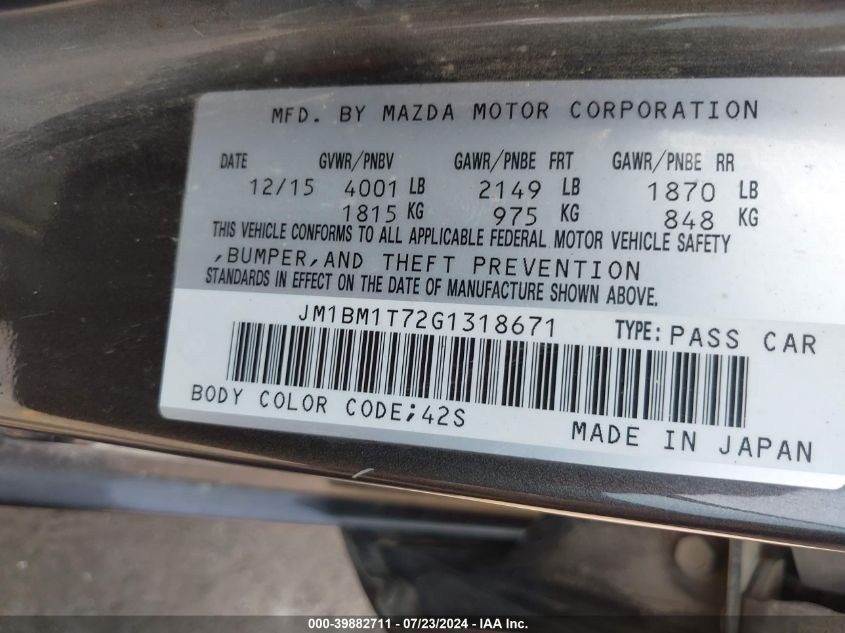 MFD. BY MAZDA MOTOR CORPORATION
DATE GVWR/PNBV GAWR/PNBE FRT GAWR/PNBE RR
12/15 4001 LB 2149 LB 1870 LB
1815 KG 975 KG 848 KG
THIS VEHICLE CONFORMS TO ALL APPLICABLE FEDERAL MOTOR VEHICLE SAFETY
,BUMPER,AND THEFT PREVENTION
STANDARDS IN EFFECT ON THE DATE OF MANUFACTURE SHOWN ABOVE.
JM1BM1T72G1318671 TYPE: PASS CAR
BODY COLOR CODE;42S
MADE IN JAPAN
000-39882711 - 07/23/2024 - IAA Inc.